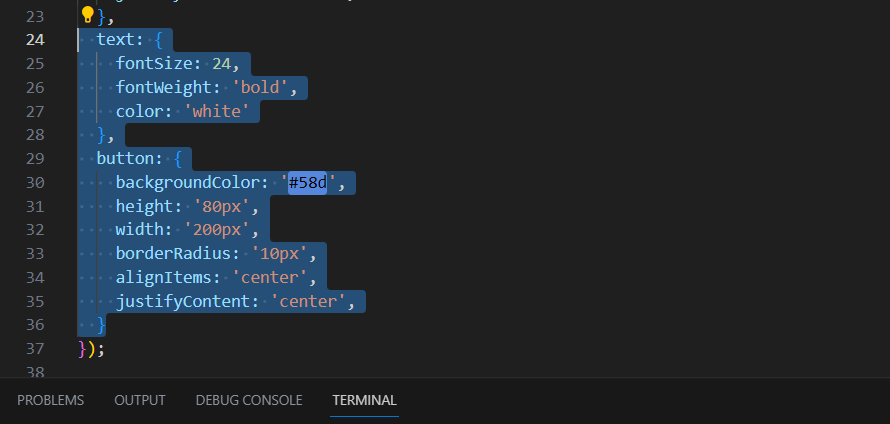 23 },
24 text: {
25 fontSize: 24,
26 fontWeight: 'bold',
27 color: 'white'
28 },
29 button: {
30 backgroundColor: '#58d',
31 height: '80px',
32 width: '200px',
33 borderRadius: '10px',
34 alignItems: 'center',
35 justifyContent: 'center',
36 }
37 });
38
PROBLEMS OUTPUT DEBUG CONSOLE TERMINAL